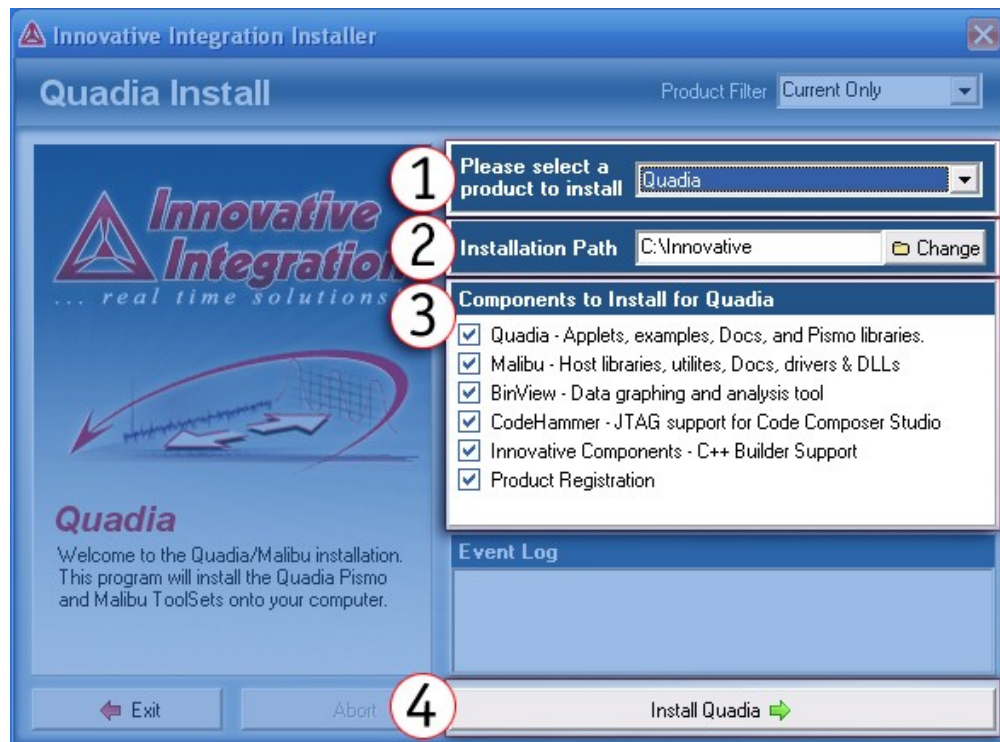 Innovative Integration Installer
Quadia Install
Product Filter Current Only
Innovative
Integration
... real time solutions!
Quadia
Welcome to the Quadia/Malibu installation.
This program will install the Quadia Pismo
and Malibu ToolSets onto your computer.
1
Please select a
product to install
Quadia
2
Installation Path C:\Innovative Change
3
Components to Install for Quadia
Quadia - Applets, examples, Docs, and Pismo libraries.
Malibu - Host libraries, utilites, Docs, drivers & DLLs
BinView - Data graphing and analysis tool
CodeHammer - JTAG support for Code Composer Studio
Innovative Components - C++ Builder Support
Product Registration
Event Log
Exit
Abort
4
Install Quadia